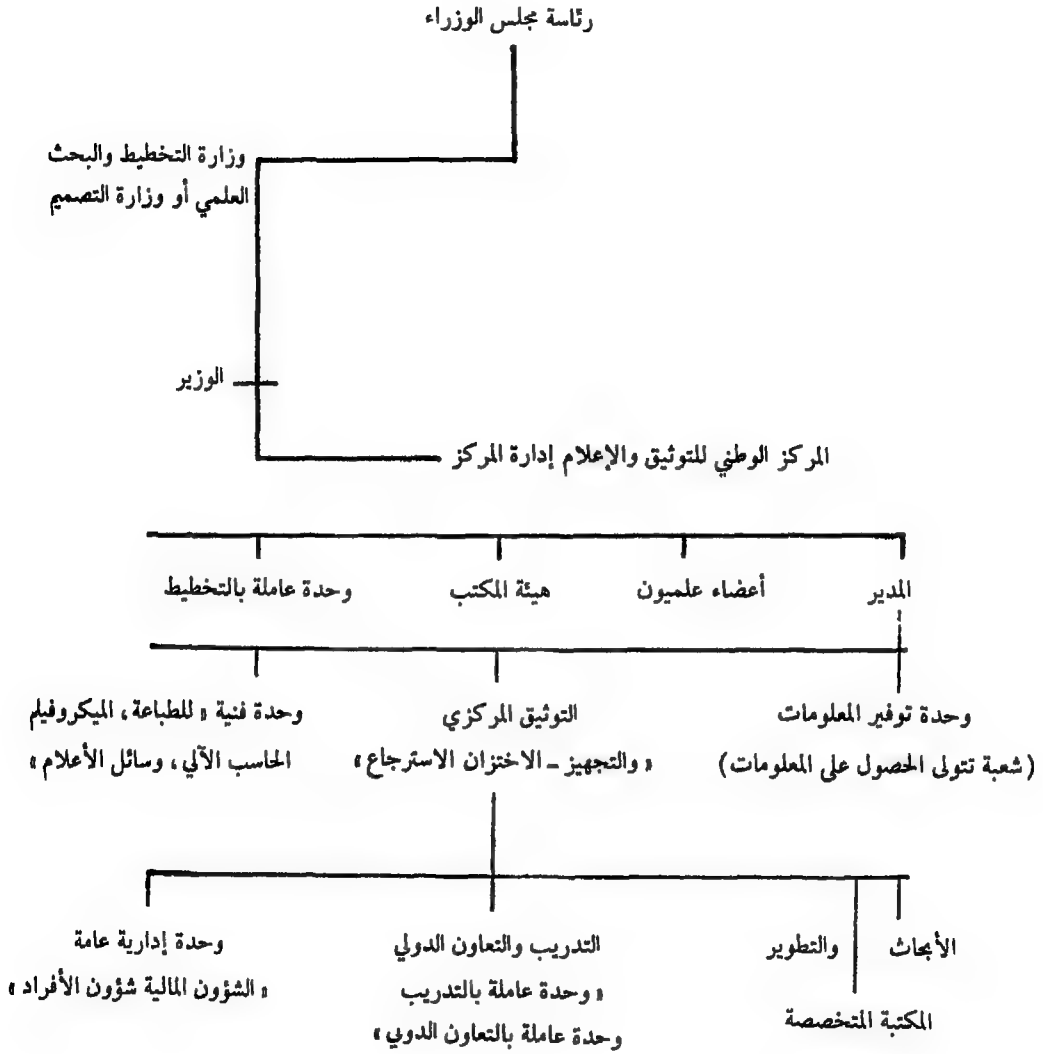 رئاسة مجلس الوزراء
وزارة التخطيط والبحث
العلمي أو وزارة التصميم
الوزير
المركز الوطني للتوثيق والإعلام إدارة المركز
المدير
أعضاء علميون
هيئة المكتب
وحدة عاملة بالتخطيط
وحدة توفير المعلومات
(شعبة تتولى الحصول على المعلومات)
التوثيق المركزي
« والتجهيز ـ الاختزان الاسترجاع »
وحدة فنية « للطباعة ، الميكروفيلم
الحاسب الآلي ، وسائل الأعلام »
الأبحاث
والتطوير
المكتبة المتخصصة
التدريب والتعاون الدولي
« وحدة عاملة بالتدريب
وحدة عاملة بالتعاون الدولي »
وحدة إدارية عامة
« الشؤون المالية شؤون الأفراد »